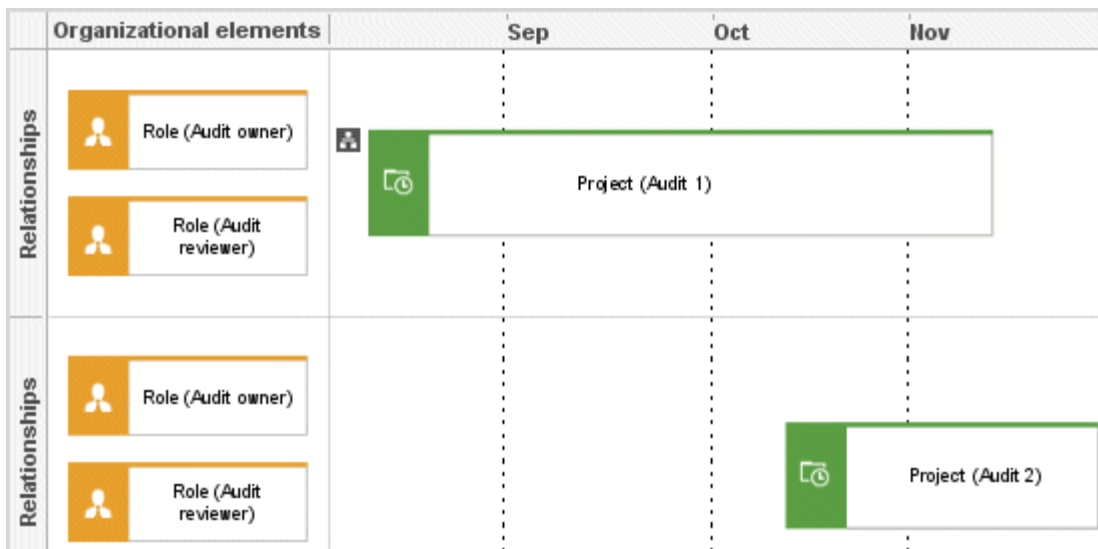 Organizational elements
Sep
Oct
Nov
Relationships
Role (Audit owner)
Role (Audit
reviewer)
Project (Audit 1)
Relationships
Role (Audit owner)
Role (Audit
reviewer)
Project (Audit 2)